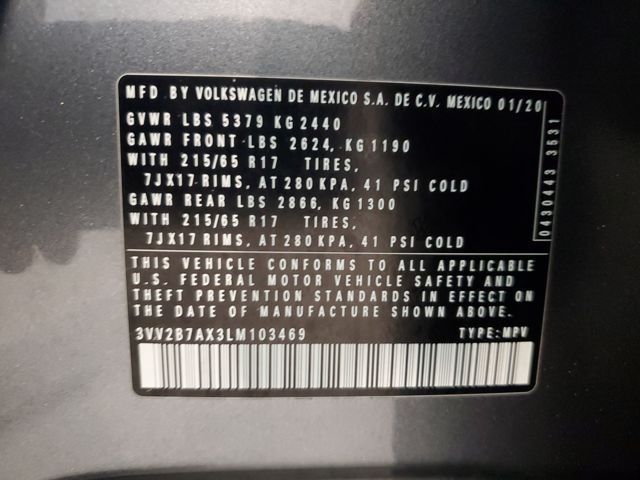 MFD BY VOLKSWAGEN DE MEXICO S.A. DE C.V. MEXICO 01/20
GVWR LBS 5379 KG 2440
GAWR FRONT LBS 2624, KG 1190
WITH 215/65 R17 TIRES,
7JX17 RIMS, AT 280 KPA, 41 PSI COLD
GAWR REAR LBS 2866, KG 1300
WITH 215/65 R17 TIRES,
7JX17 RIMS, AT 280 KPA, 41 PSI COLD
0430443 3531
THIS VEHICLE CONFORMS TO ALL APPLICABLE
U.S. FEDERAL MOTOR VEHICLE SAFETY AND
THEFT PREVENTION STANDARDS IN EFFECT ON
THE DATE OF MANUFACTURE SHOWN ABOVE.
3VV2B7AX3LM103469 TYPE: MPV